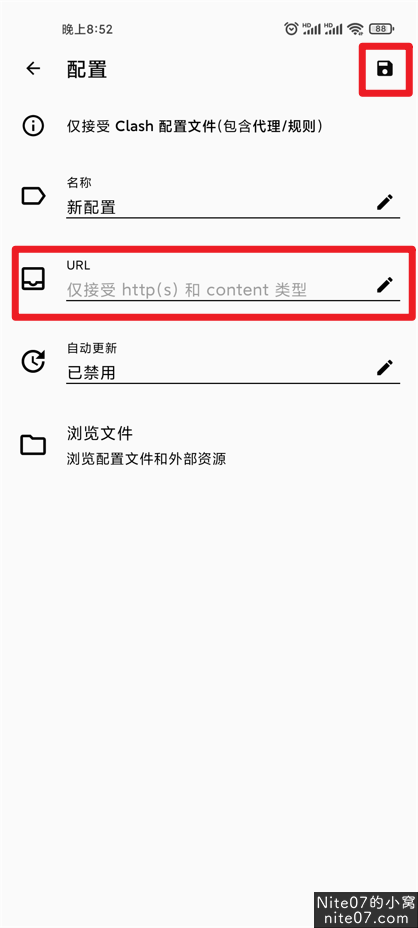 晚上8:52
HD
HD
88
配置
仅接受 Clash 配置文件(包含代理/规则)
名称
新配置
URL
仅接受 http(s) 和 content 类型
自动更新
已禁用
浏览文件
浏览配置文件和外部资源
Nite07的小窝
nite07.com